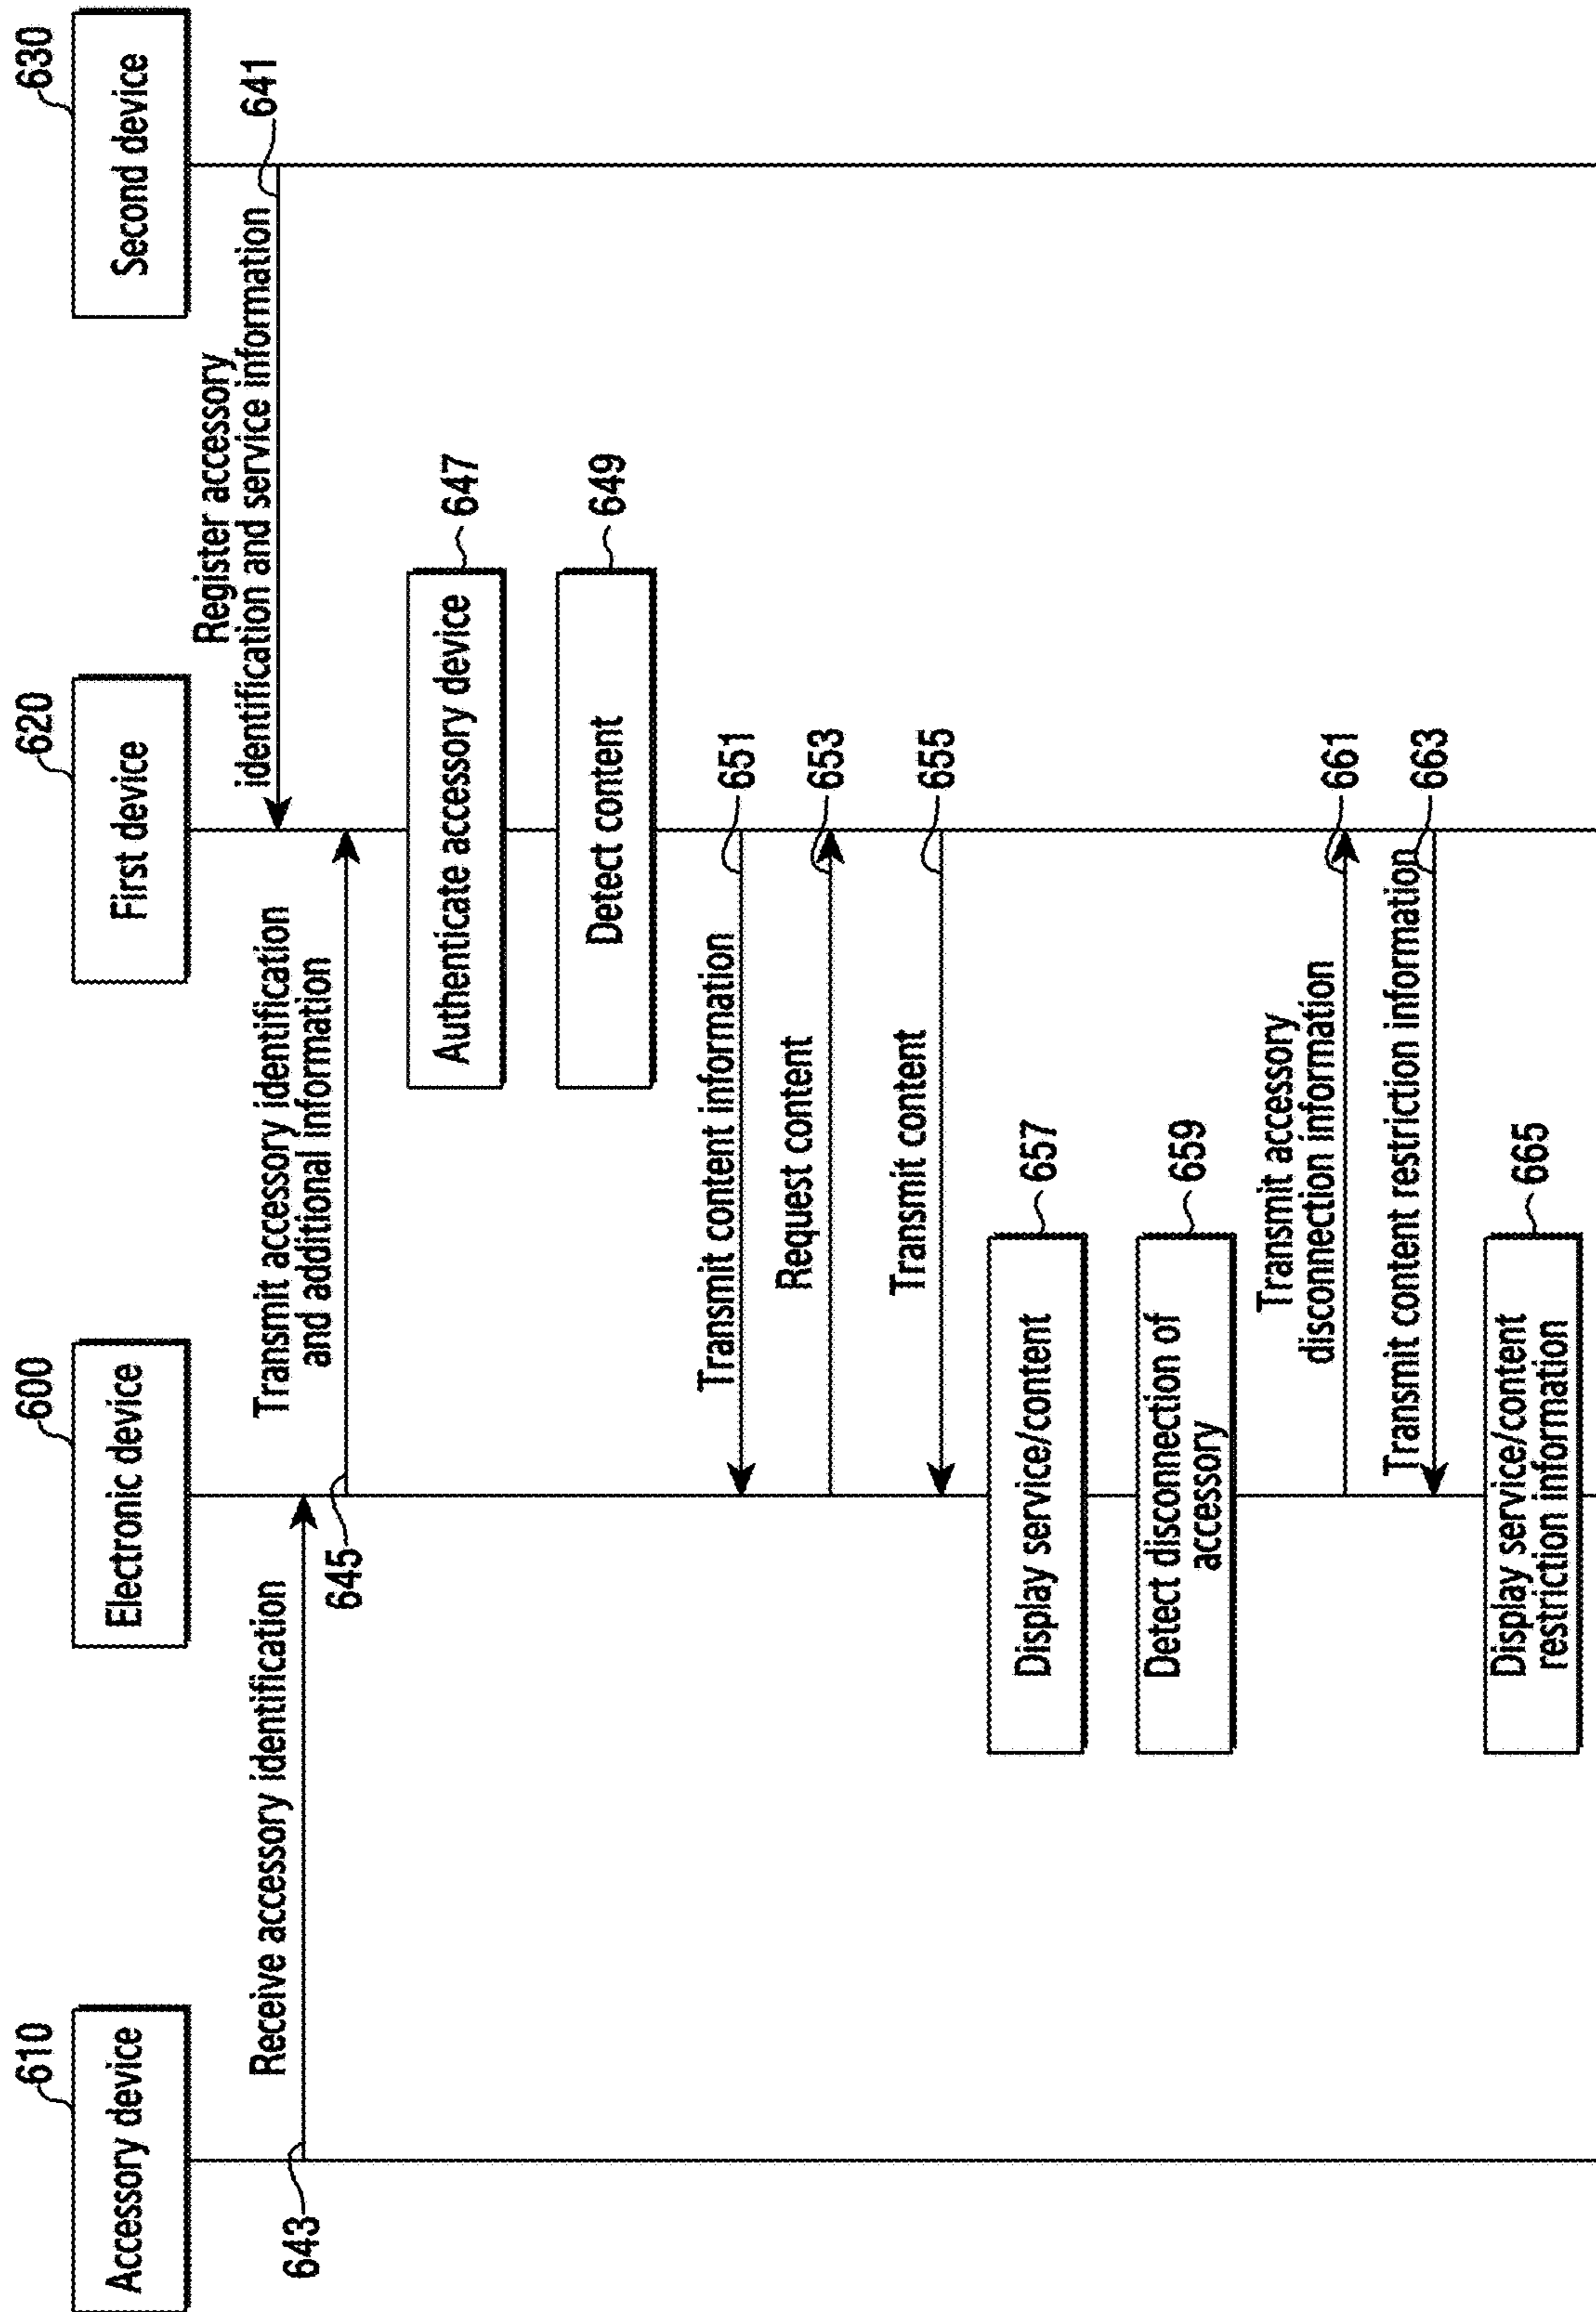 610
Accessory device
600
Electronic device
620
First device
630
Second device
Register accessory
identification and service information
641
Receive accessory identification
643
Transmit accessory identification
and additional information
645
Authenticate accessory device
647
Detect content
649
Transmit content information
651
Request content
653
Transmit content
655
Display service/content
657
Detect disconnection of
accessory
659
Transmit accessory
disconnection information
661
Transmit content restriction information
663
Display service/content
restriction information
665